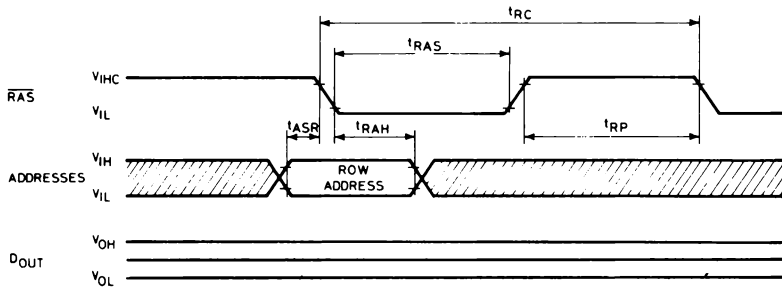 tRC
tRAS
RAS
VIHC
VIL
tASR
tRAH
tRP
ADDRESSES
VIH
VIL
ROW
ADDRESS
DOUT
VOH
VOL